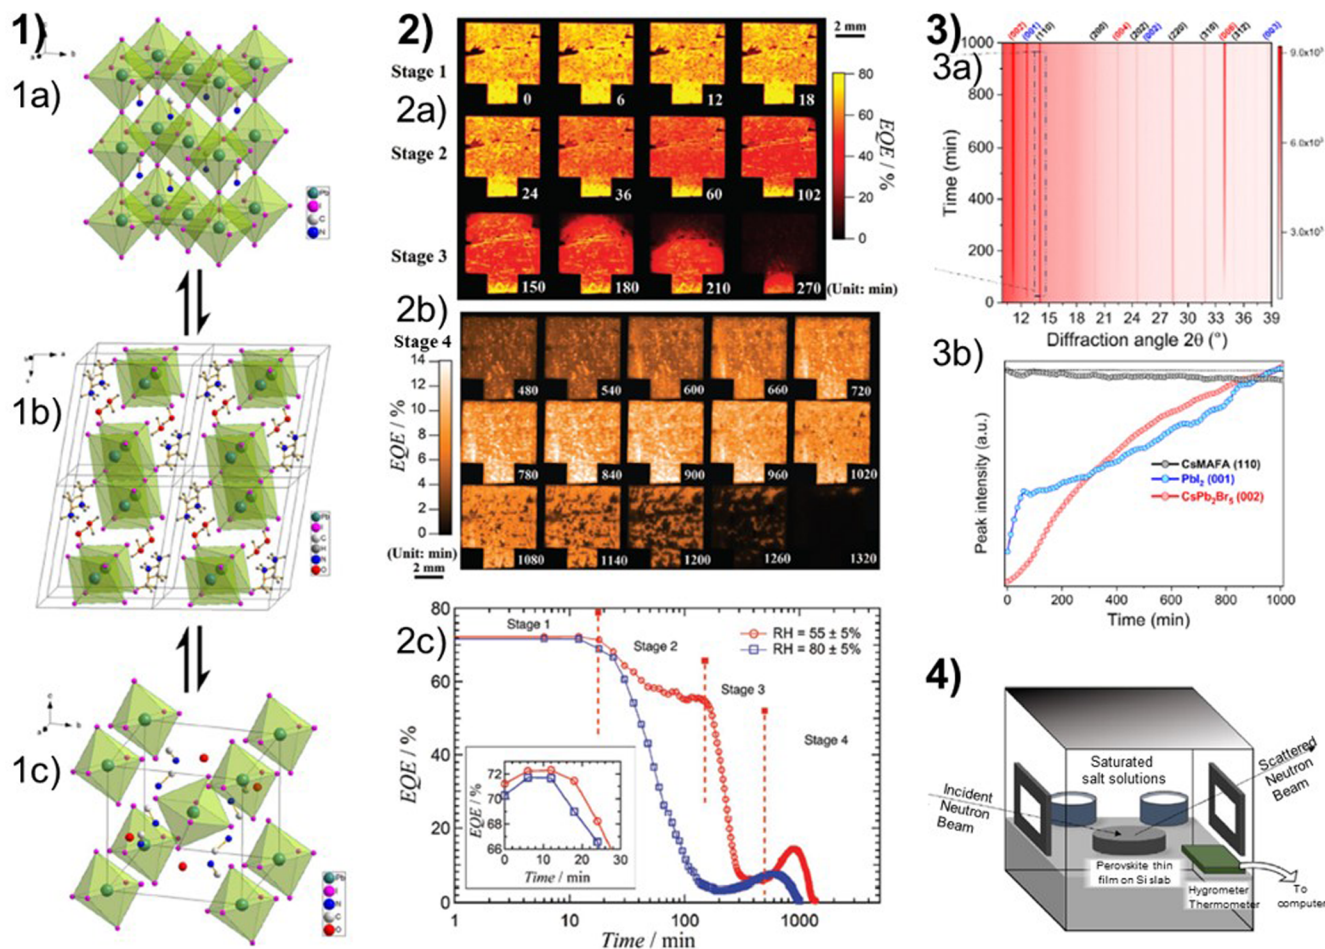 1)
1a)
c
a
b
Pb
I
C
N
1b)
b
a
c
Pb
I
C
H
N
O
1c)
c
a
b
Pb
I
N
C
O
2)
2 mm
Stage 1
0
6
12
18
2a)
Stage 2
24
36
60
102
Stage 3
150
180
210
270
(Unit: min)
80
60
40
20
0
EQE / %
2b)
Stage 4
14
12
10
8
6
4
2
0
EQE / %
(Unit: min)
2 mm
480
540
600
660
720
780
840
900
960
1020
1080
1140
1200
1260
1320
2c)
80
60
40
20
0
EQE / %
Stage 1
Stage 2
Stage 3
Stage 4
RH = 55 ± 5%
RH = 80 ± 5%
72
70
68
66
EQE / %
0
10
20
30
Time / min
1
10
100
1000
Time / min
3)
3a)
(002)
(001)
(110)
(200)
(004)
(202)
(002)
(220)
(310)
(312)
(003)
1000
800
600
400
200
0
Time (min)
12
15
18
21
24
27
30
33
36
39
Diffraction angle 2θ (°)
9.0x10³
6.0x10³
3.0x10³
3b)
Peak intensity (a.u.)
CsMAFA (110)
PbI₂ (001)
CsPb₂Br₅ (002)
0
200
400
600
800
1000
Time (min)
4)
Saturated
salt solutions
Scattered
Neutron
Beam
Incident
Neutron
Beam
Perovskite thin
film on Si slab
Hygrometer
Thermometer
To
computer